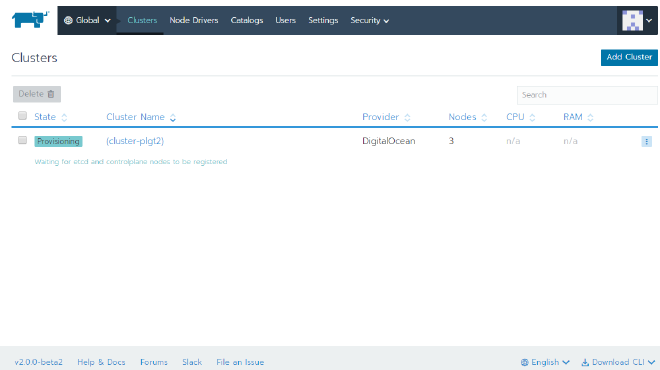 Global Clusters Node Drivers Catalogs Users Settings Security
Clusters Add Cluster
Delete Search
State Cluster Name Provider Nodes CPU RAM
Provisioning (cluster-plgt2) DigitalOcean 3 n/a n/a
Waiting for etcd and controlplane nodes to be registered
v2.0.0-beta2 Help & Docs Forums Slack File an Issue English Download CLI